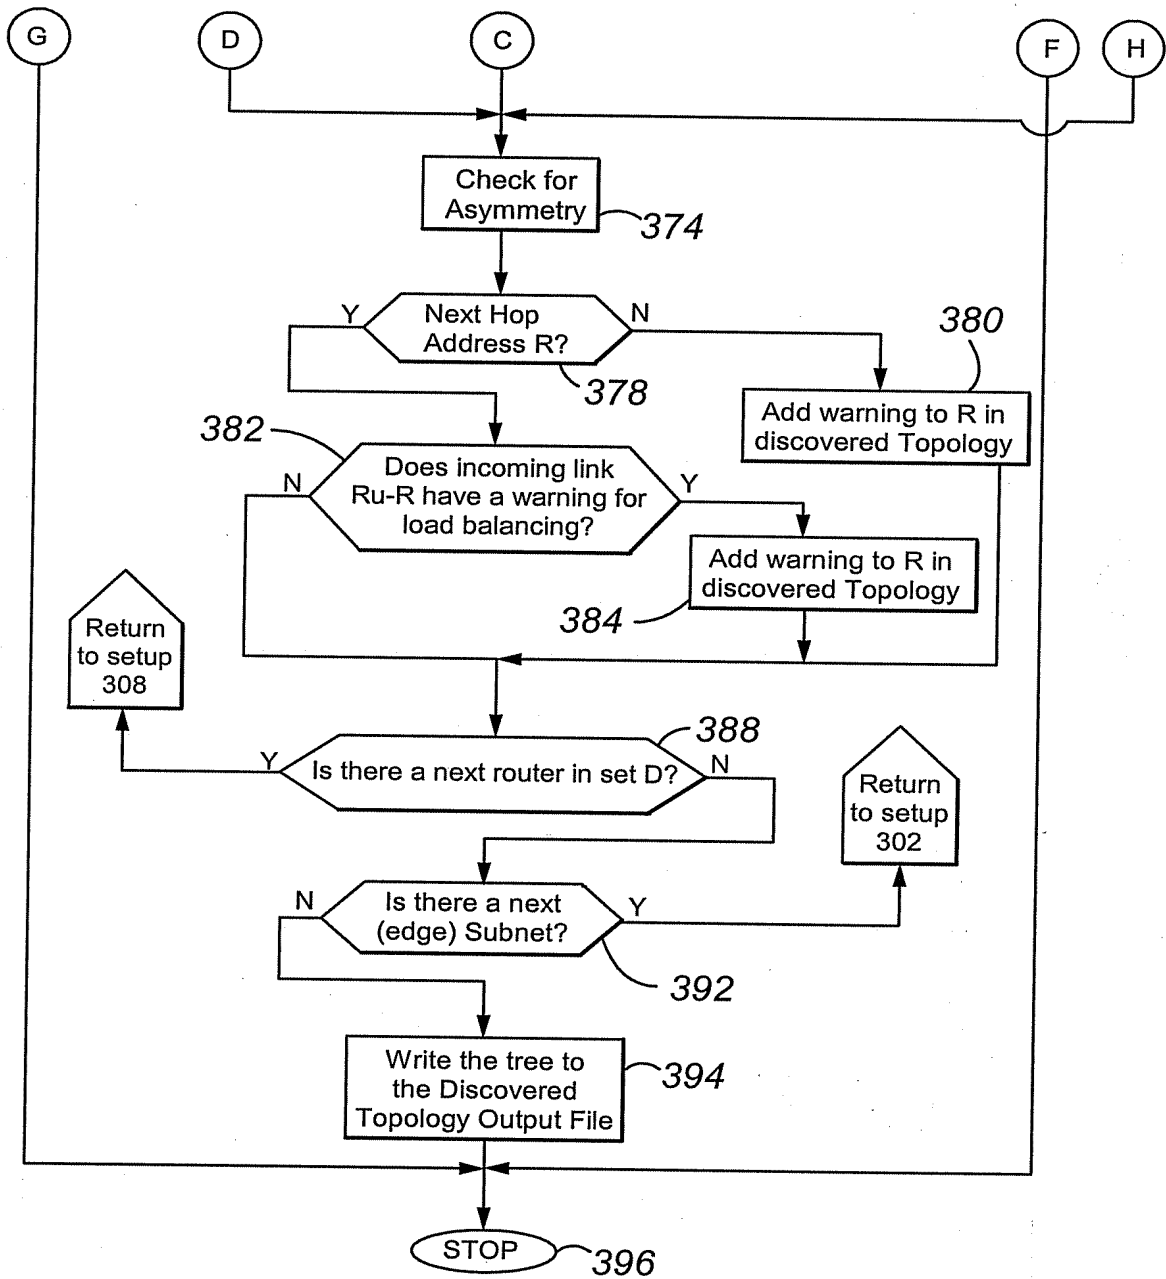 G
D
C
F
H
Check for
Asymmetry
374
Y
Next Hop
Address R?
N
378
380
Add warning to R in
discovered Topology
382
N
Does incoming link
Ru-R have a warning for
load balancing?
Y
Add warning to R in
discovered Topology
384
Return
to setup
308
388
Y
Is there a next router in set D?
N
Return
to setup
302
N
Is there a next
(edge) Subnet?
Y
392
Write the tree to
the Discovered
Topology Output File
394
STOP
396